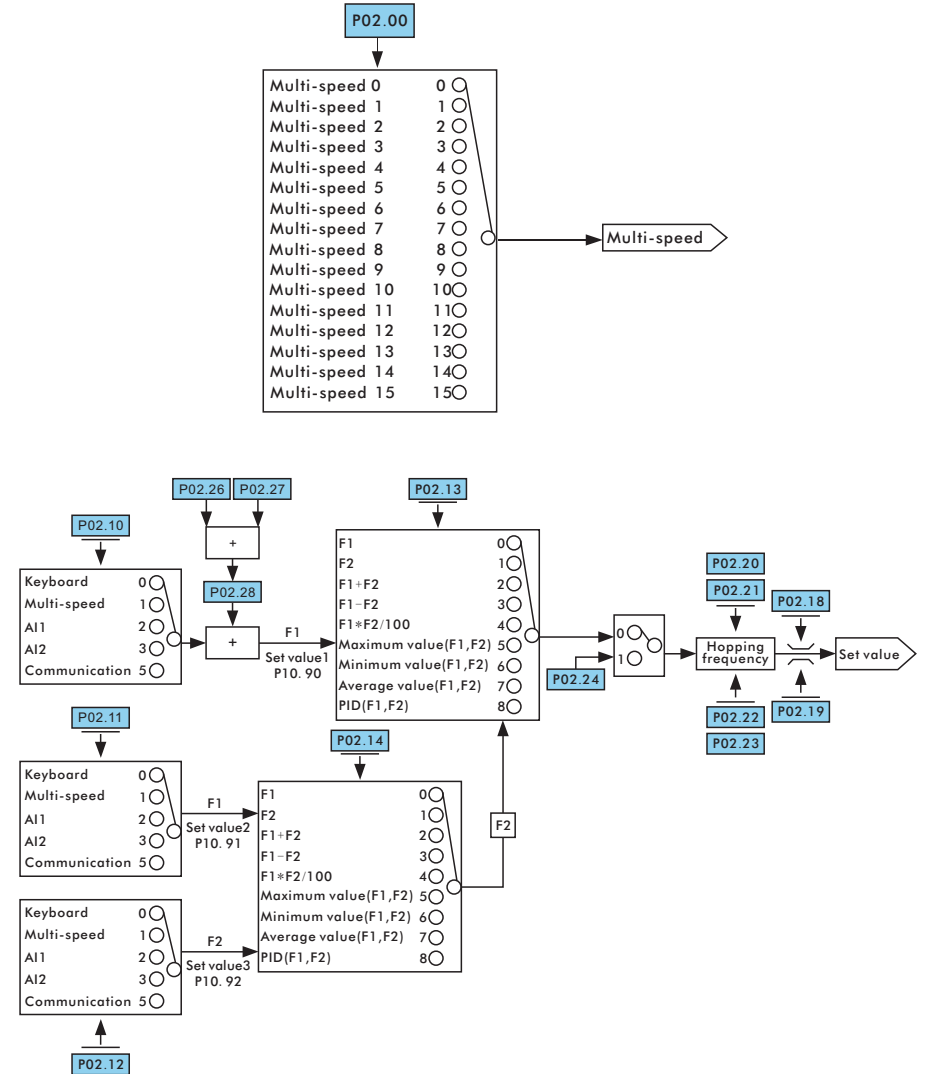 P02.00
Multi-speed 0 0
Multi-speed 1 1
Multi-speed 2 2
Multi-speed 3 3
Multi-speed 4 4
Multi-speed 5 5
Multi-speed 6 6
Multi-speed 7 7
Multi-speed 8 8
Multi-speed 9 9
Multi-speed 10 10
Multi-speed 11 11
Multi-speed 12 12
Multi-speed 13 13
Multi-speed 14 14
Multi-speed 15 15
Multi-speed
P02.26 P02.27
+
P02.28
+
P02.10
Keyboard 0
Multi-speed 1
AI1 2
AI2 3
Communication 5
F1
Set value1
P10. 90
P02.13
F1 0
F2 1
F1+F2 2
F1-F2 3
F1*F2/100 4
Maximum value(F1,F2) 5
Minimum value(F1,F2) 6
Average value(F1,F2) 7
PID(F1,F2) 8
0
1
P02.24
P02.20
P02.21
Hopping
frequency
P02.22
P02.23
P02.18
P02.19
Set value
P02.11
Keyboard 0
Multi-speed 1
AI1 2
AI2 3
Communication 5
F1
Set value2
P10. 91
P02.14
F1 0
F2 1
F1+F2 2
F1-F2 3
F1*F2/100 4
Maximum value(F1,F2) 5
Minimum value(F1,F2) 6
Average value(F1,F2) 7
PID(F1,F2) 8
F2
Keyboard 0
Multi-speed 1
AI1 2
AI2 3
Communication 5
F2
Set value3
P10. 92
P02.12